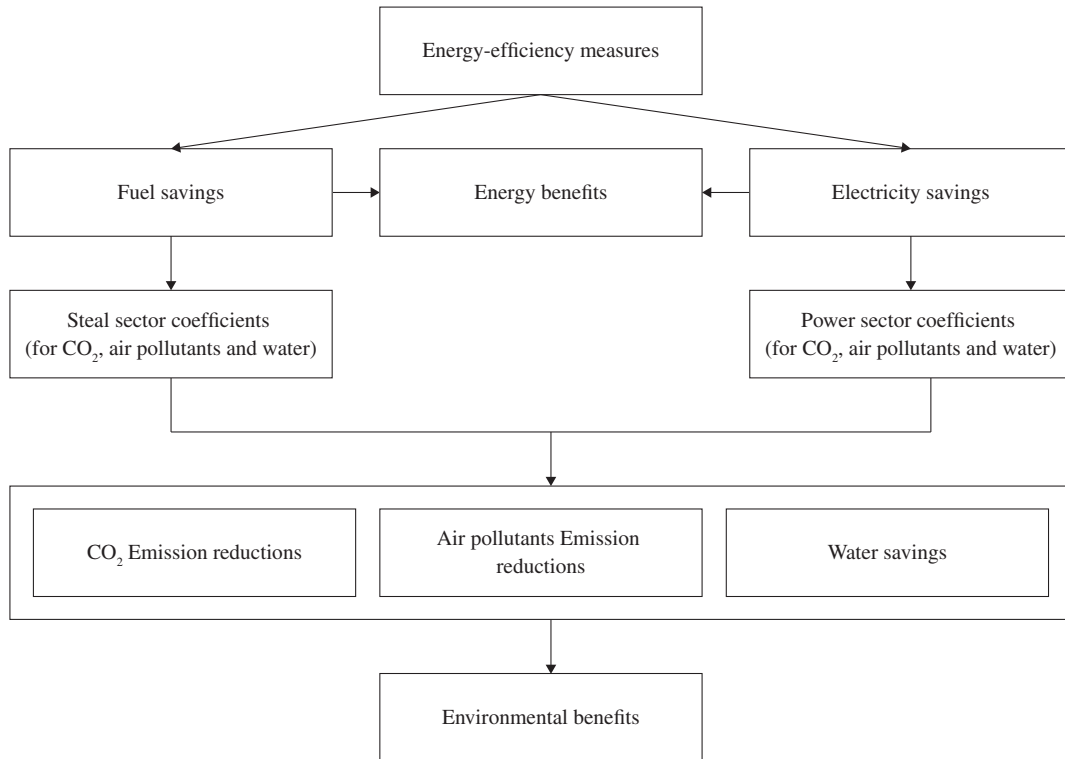 Energy-efficiency measures
Fuel savings
Energy benefits
Electricity savings
Steal sector coefficients
(for CO₂, air pollutants and water)
Power sector coefficients
(for CO₂, air pollutants and water)
CO₂ Emission reductions
Air pollutants Emission
reductions
Water savings
Environmental benefits